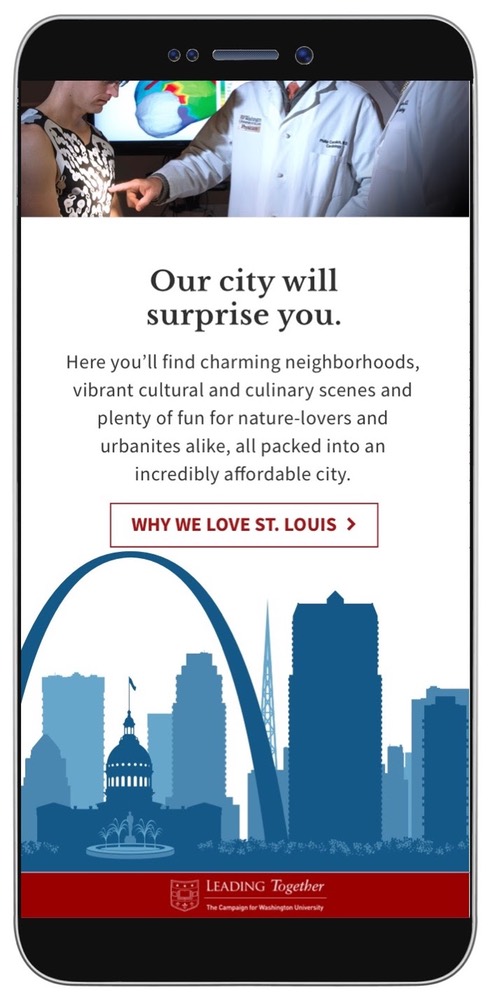 Washington
Physicians
Our city will
surprise you.
Here you’ll find charming neighborhoods,
vibrant cultural and culinary scenes and
plenty of fun for nature-lovers and
urbanites alike, all packed into an
incredibly affordable city.
WHY WE LOVE ST. LOUIS
LEADING Together
The Campaign for Washington University